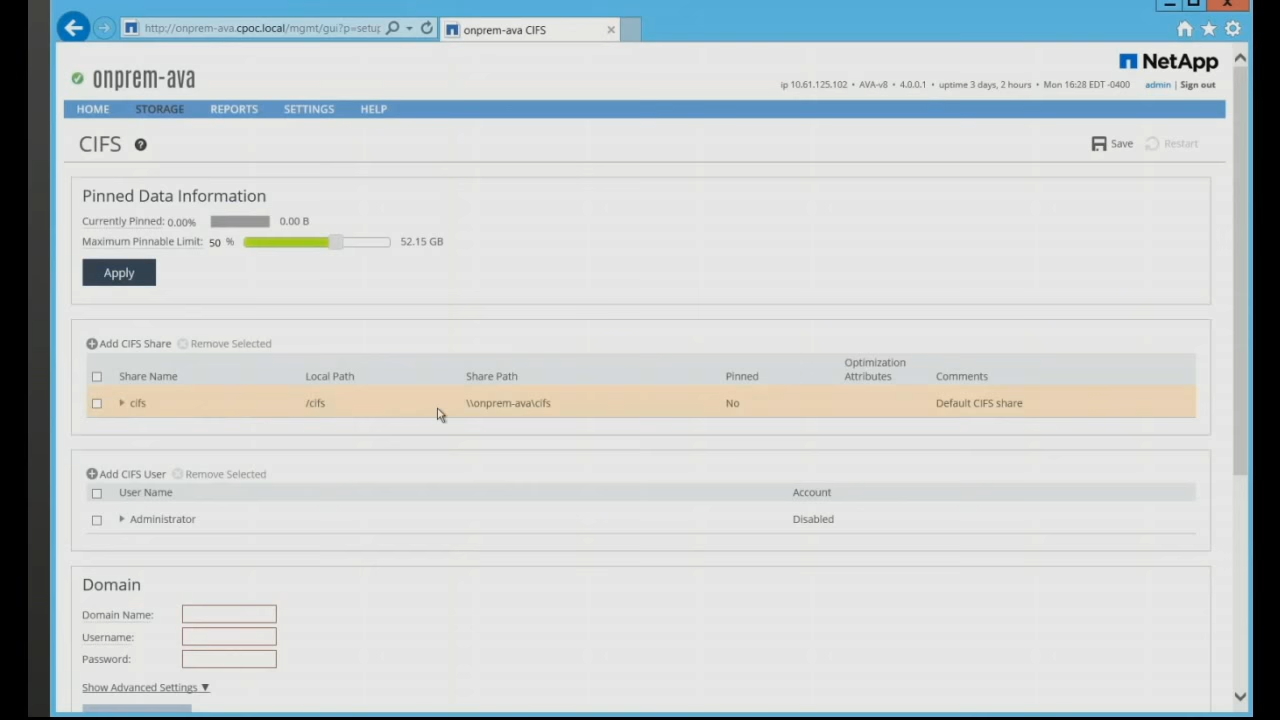 http://onprem-ava.cpoc.local/mgmt/gui?p=setup
onprem-ava CIFS
NetApp
onprem-ava
ip 10.61.125.102 • AVA-v8 • 4.0.0.1 • uptime 3 days, 2 hours • Mon 16:28 EDT -0400 admin | Sign out
HOME STORAGE REPORTS SETTINGS HELP
CIFS ?
Save Restart
Pinned Data Information
Currently Pinned: 0.00% 0.00 B
Maximum Pinnable Limit: 50 % 52.15 GB
Apply
Add CIFS Share Remove Selected
Share Name Local Path Share Path Pinned Optimization Attributes Comments
cifs /cifs \\onprem-ava\cifs No Default CIFS share
Add CIFS User Remove Selected
User Name Account
Administrator Disabled
Domain
Domain Name:
Username:
Password:
Show Advanced Settings ▼